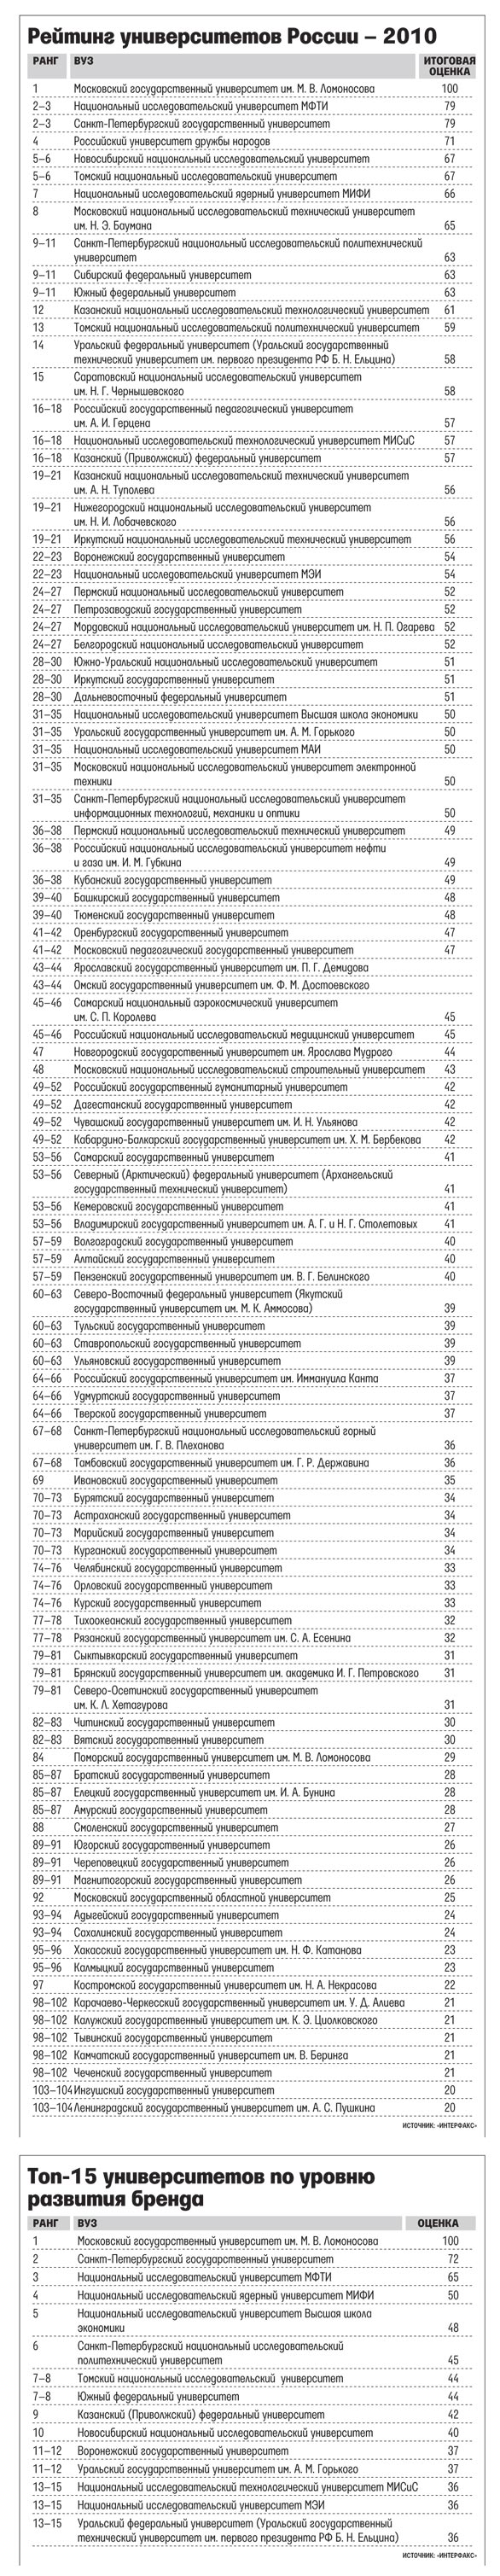 Рейтинг университетов России – 2010
РАНГ ВУЗ ИТОГОВАЯ
ОЦЕНКА
1 Московский государственный университет им. М. В. Ломоносова 100
2–3 Национальный исследовательский университет МФТИ 79
2–3 Санкт-Петербургский государственный университет 79
4 Российский университет дружбы народов 71
5–6 Новосибирский национальный исследовательский университет 67
5–6 Томский национальный исследовательский университет 67
7 Национальный исследовательский ядерный университет МИФИ 66
8 Московский национальный исследовательский технический университет
им. Н. Э. Баумана 65
9–11 Санкт-Петербургский национальный исследовательский политехнический
университет 63
9–11 Сибирский федеральный университет 63
9–11 Южный федеральный университет 63
12 Казанский национальный исследовательский технологический университет 61
13 Томский национальный исследовательский политехнический университет 59
14 Уральский федеральный университет (Уральский государственный
технический университет им. первого президента РФ Б. Н. Ельцина) 58
15 Саратовский национальный исследовательский университет
им. Н. Г. Чернышевского 58
16–18 Российский государственный педагогический университет
им. А. И. Герцена 57
16–18 Национальный исследовательский технологический университет МИСиС 57
16–18 Казанский (Приволжский) федеральный университет 57
19–21 Казанский национальный исследовательский технический университет
им. А. Н. Туполева 56
19–21 Нижегородский национальный исследовательский университет
им. Н. И. Лобачевского 56
19–21 Иркутский национальный исследовательский технический университет 56
22–23 Воронежский государственный университет 54
22–23 Национальный исследовательский университет МЭИ 54
24–27 Пермский национальный исследовательский университет 52
24–27 Петрозаводский государственный университет 52
24–27 Мордовский национальный исследовательский университет им. Н. П. Огарева 52
24–27 Белгородский национальный исследовательский университет 52
28–30 Южно-Уральский национальный исследовательский университет 51
28–30 Иркутский государственный университет 51
28–30 Дальневосточный федеральный университет 51
31–35 Национальный исследовательский университет Высшая школа экономики 50
31–35 Уральский государственный университет им. А. М. Горького 50
31–35 Национальный исследовательский университет МАИ 50
31–35 Московский национальный исследовательский университет электронной
техники 50
31–35 Санкт-Петербургский национальный исследовательский университет
информационных технологий, механики и оптики 50
36–38 Пермский национальный исследовательский технический университет 49
36–38 Российский национальный исследовательский университет нефти
и газа им. И. М. Губкина 49
36–38 Кубанский государственный университет 49
39–40 Башкирский государственный университет 48
39–40 Тюменский государственный университет 48
41–42 Оренбургский государственный университет 47
41–42 Московский педагогический государственный университет 47
43–44 Ярославский государственный университет им. П. Г. Демидова
43–44 Омский государственный университет им. Ф. М. Достоевского
45–46 Самарский национальный аэрокосмический университет
им. С. П. Королева 45
45–46 Российский национальный исследовательский медицинский университет 45
47 Новгородский государственный университет им. Ярослава Мудрого 44
48 Московский национальный исследовательский строительный университет 43
49–52 Российский государственный гуманитарный университет 42
49–52 Дагестанский государственный университет 42
49–52 Чувашский государственный университет им. И. Н. Ульянова 42
49–52 Кабардино-Балкарский государственный университет им. Х. М. Бербекова 42
53–56 Самарский государственный университет 41
53–56 Северный (Арктический) федеральный университет (Архангельский
государственный технический университет) 41
53–56 Кемеровский государственный университет 41
53–56 Владимирский государственный университет им. А. Г. и Н. Г. Столетовых 41
57–59 Волгоградский государственный университет 40
57–59 Алтайский государственный университет 40
57–59 Пензенский государственный университет им. В. Г. Белинского 40
60–63 Северо-Восточный федеральный университет (Якутский
государственный университет им. М. К. Аммосова) 39
60–63 Тульский государственный университет 39
60–63 Ставропольский государственный университет 39
60–63 Ульяновский государственный университет 39
64–66 Российский государственный университет им. Иммануила Канта 37
64–66 Удмуртский государственный университет 37
64–66 Тверской государственный университет 37
67–68 Санкт-Петербургский национальный исследовательский горный
университет им. Г. В. Плеханова 36
67–68 Тамбовский государственный университет им. Г. Р. Державина 36
69 Ивановский государственный университет 35
70–73 Бурятский государственный университет 34
70–73 Астраханский государственный университет 34
70–73 Марийский государственный университет 34
70–73 Курганский государственный университет 34
74–76 Челябинский государственный университет 33
74–76 Орловский государственный университет 33
74–76 Курский государственный университет 33
77–78 Тихоокеанский государственный университет 32
77–78 Рязанский государственный университет им. С. А. Есенина 32
79–81 Сыктывкарский государственный университет 31
79–81 Брянский государственный университет им. академика И. Г. Петровского 31
79–81 Северо-Осетинский государственный университет
им. К. Л. Хетагурова 31
82–83 Читинский государственный университет 30
82–83 Вятский государственный университет 30
84 Поморский государственный университет им. М. В. Ломоносова 29
85–87 Братский государственный университет 28
85–87 Елецкий государственный университет им. И. А. Бунина 28
85–87 Амурский государственный университет 28
88 Смоленский государственный университет 27
89–91 Югорский государственный университет 26
89–91 Череповецкий государственный университет 26
89–91 Магнитогорский государственный университет 26
92 Московский государственный областной университет 25
93–94 Адыгейский государственный университет 24
93–94 Сахалинский государственный университет 24
95–96 Хакасский государственный университет им. Н. Ф. Катанова 23
95–96 Калмыцкий государственный университет 23
97 Костромской государственный университет им. Н. А. Некрасова 22
98–102 Карачаево-Черкесский государственный университет им. У. Д. Алиева 21
98–102 Калужский государственный университет им. К. Э. Циолковского 21
98–102 Тывинский государственный университет 21
98–102 Камчатский государственный университет им. В. Беринга 21
98–102 Чеченский государственный университет 21
103–104 Ингушский государственный университет 20
103–104 Ленинградский государственный университет им. А. С. Пушкина 20
ИСТОЧНИК: «ИНТЕРФАКС»
Топ-15 университетов по уровню
развития бренда
РАНГ ВУЗ ОЦЕНКА
1 Московский государственный университет им. М. В. Ломоносова 100
2 Санкт-Петербургский государственный университет 72
3 Национальный исследовательский университет МФТИ 65
4 Национальный исследовательский ядерный университет МИФИ 50
5 Национальный исследовательский университет Высшая школа
экономики 48
6 Санкт-Петербургский национальный исследовательский
политехнический университет 45
7–8 Томский национальный исследовательский университет 44
7–8 Южный федеральный университет 44
9 Казанский (Приволжский) федеральный университет 42
10 Новосибирский национальный исследовательский университет 40
11–12 Воронежский государственный университет 37
11–12 Уральский государственный университет им. А. М. Горького 37
13–15 Национальный исследовательский технологический университет МИСиС 36
13–15 Национальный исследовательский университет МЭИ 36
13–15 Уральский федеральный университет (Уральский государственный
технический университет им. первого президента РФ Б. Н. Ельцина) 36
ИСТОЧНИК: «ИНТЕРФАКС»